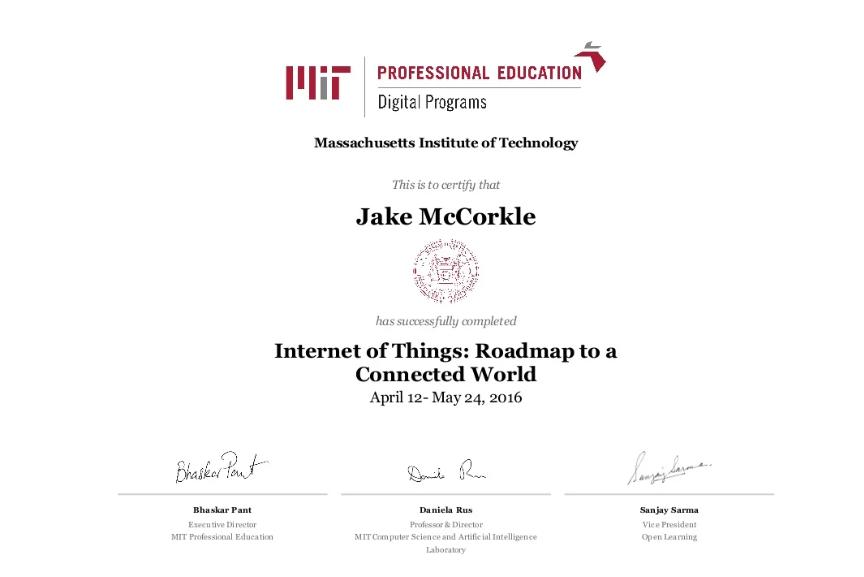 MIT
PROFESSIONAL EDUCATION
Digital Programs
Massachusetts Institute of Technology
This is to certify that
Jake McCorkle
has successfully completed
Internet of Things: Roadmap to a
Connected World
April 12- May 24, 2016
Bhaskar Pant
Daniela Rus
Sanjay Sarma
Bhaskar Pant
Executive Director
MIT Professional Education
Daniela Rus
Professor & Director
MIT Computer Science and Artificial Intelligence
Laboratory
Sanjay Sarma
Vice President
Open Learning